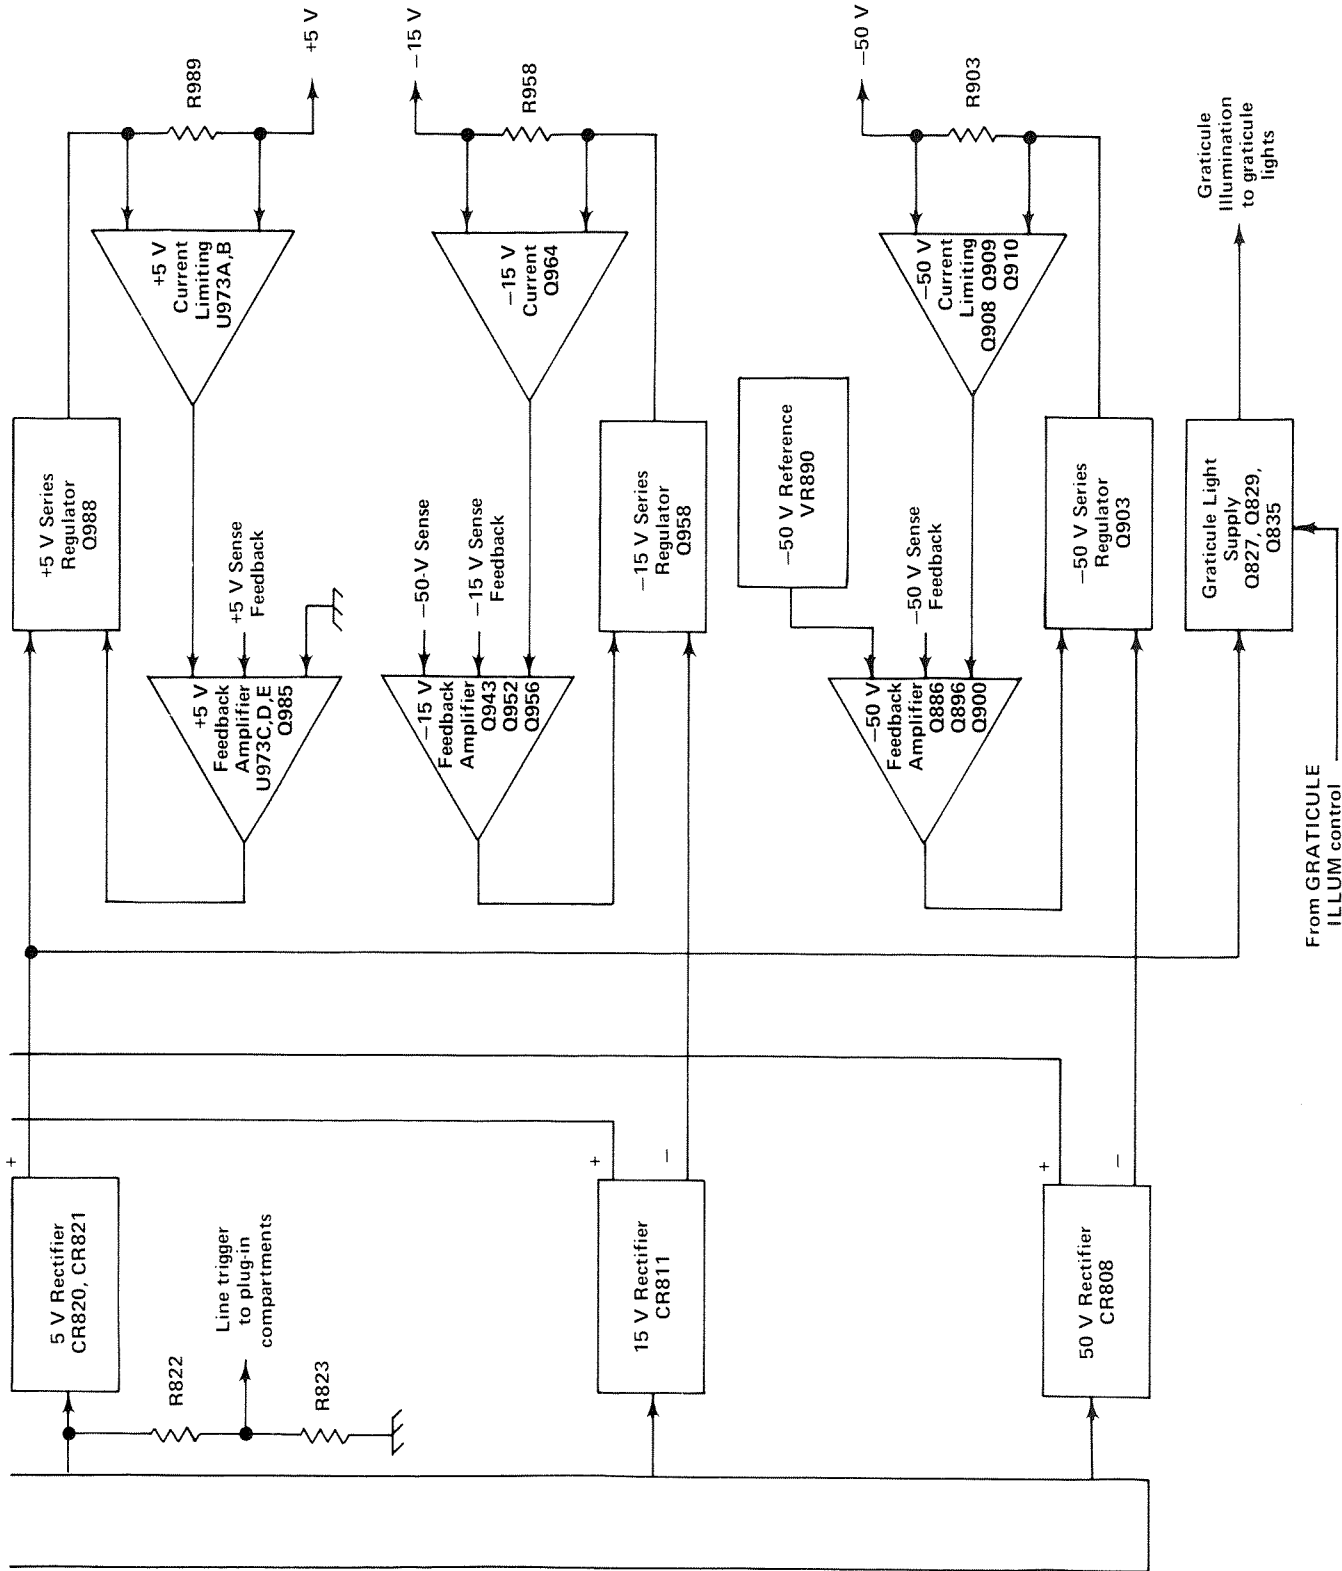 +5 V
R989
+5 V
Current
Limiting
U973A,B
+5 V Series
Regulator
Q988
+5 V Sense
Feedback
+5 V
Feedback
Amplifier
U973C,D,E
Q985
+
5 V Rectifier
CR820, CR821
R822
Line trigger
to plug-in
compartments
R823
−15 V
R958
−15 V
Current
Q964
−50-V Sense
−15 V Sense
Feedback
−15 V
Feedback
Amplifier
Q943
Q952
Q956
−15 V Series
Regulator
Q958
+
−
15 V Rectifier
CR811
−50 V
R903
−50 V
Current
Limiting
Q908 Q909
Q910
−50 V Reference
VR890
−50 V Sense
Feedback
−50 V
Feedback
Amplifier
Q886
Q896
Q900
−50 V Series
Regulator
Q903
+
−
50 V Rectifier
CR808
Graticule
Illumination
to graticule
lights
Graticule Light
Supply
Q827, Q829,
Q835
From GRATICULE
ILLUM control